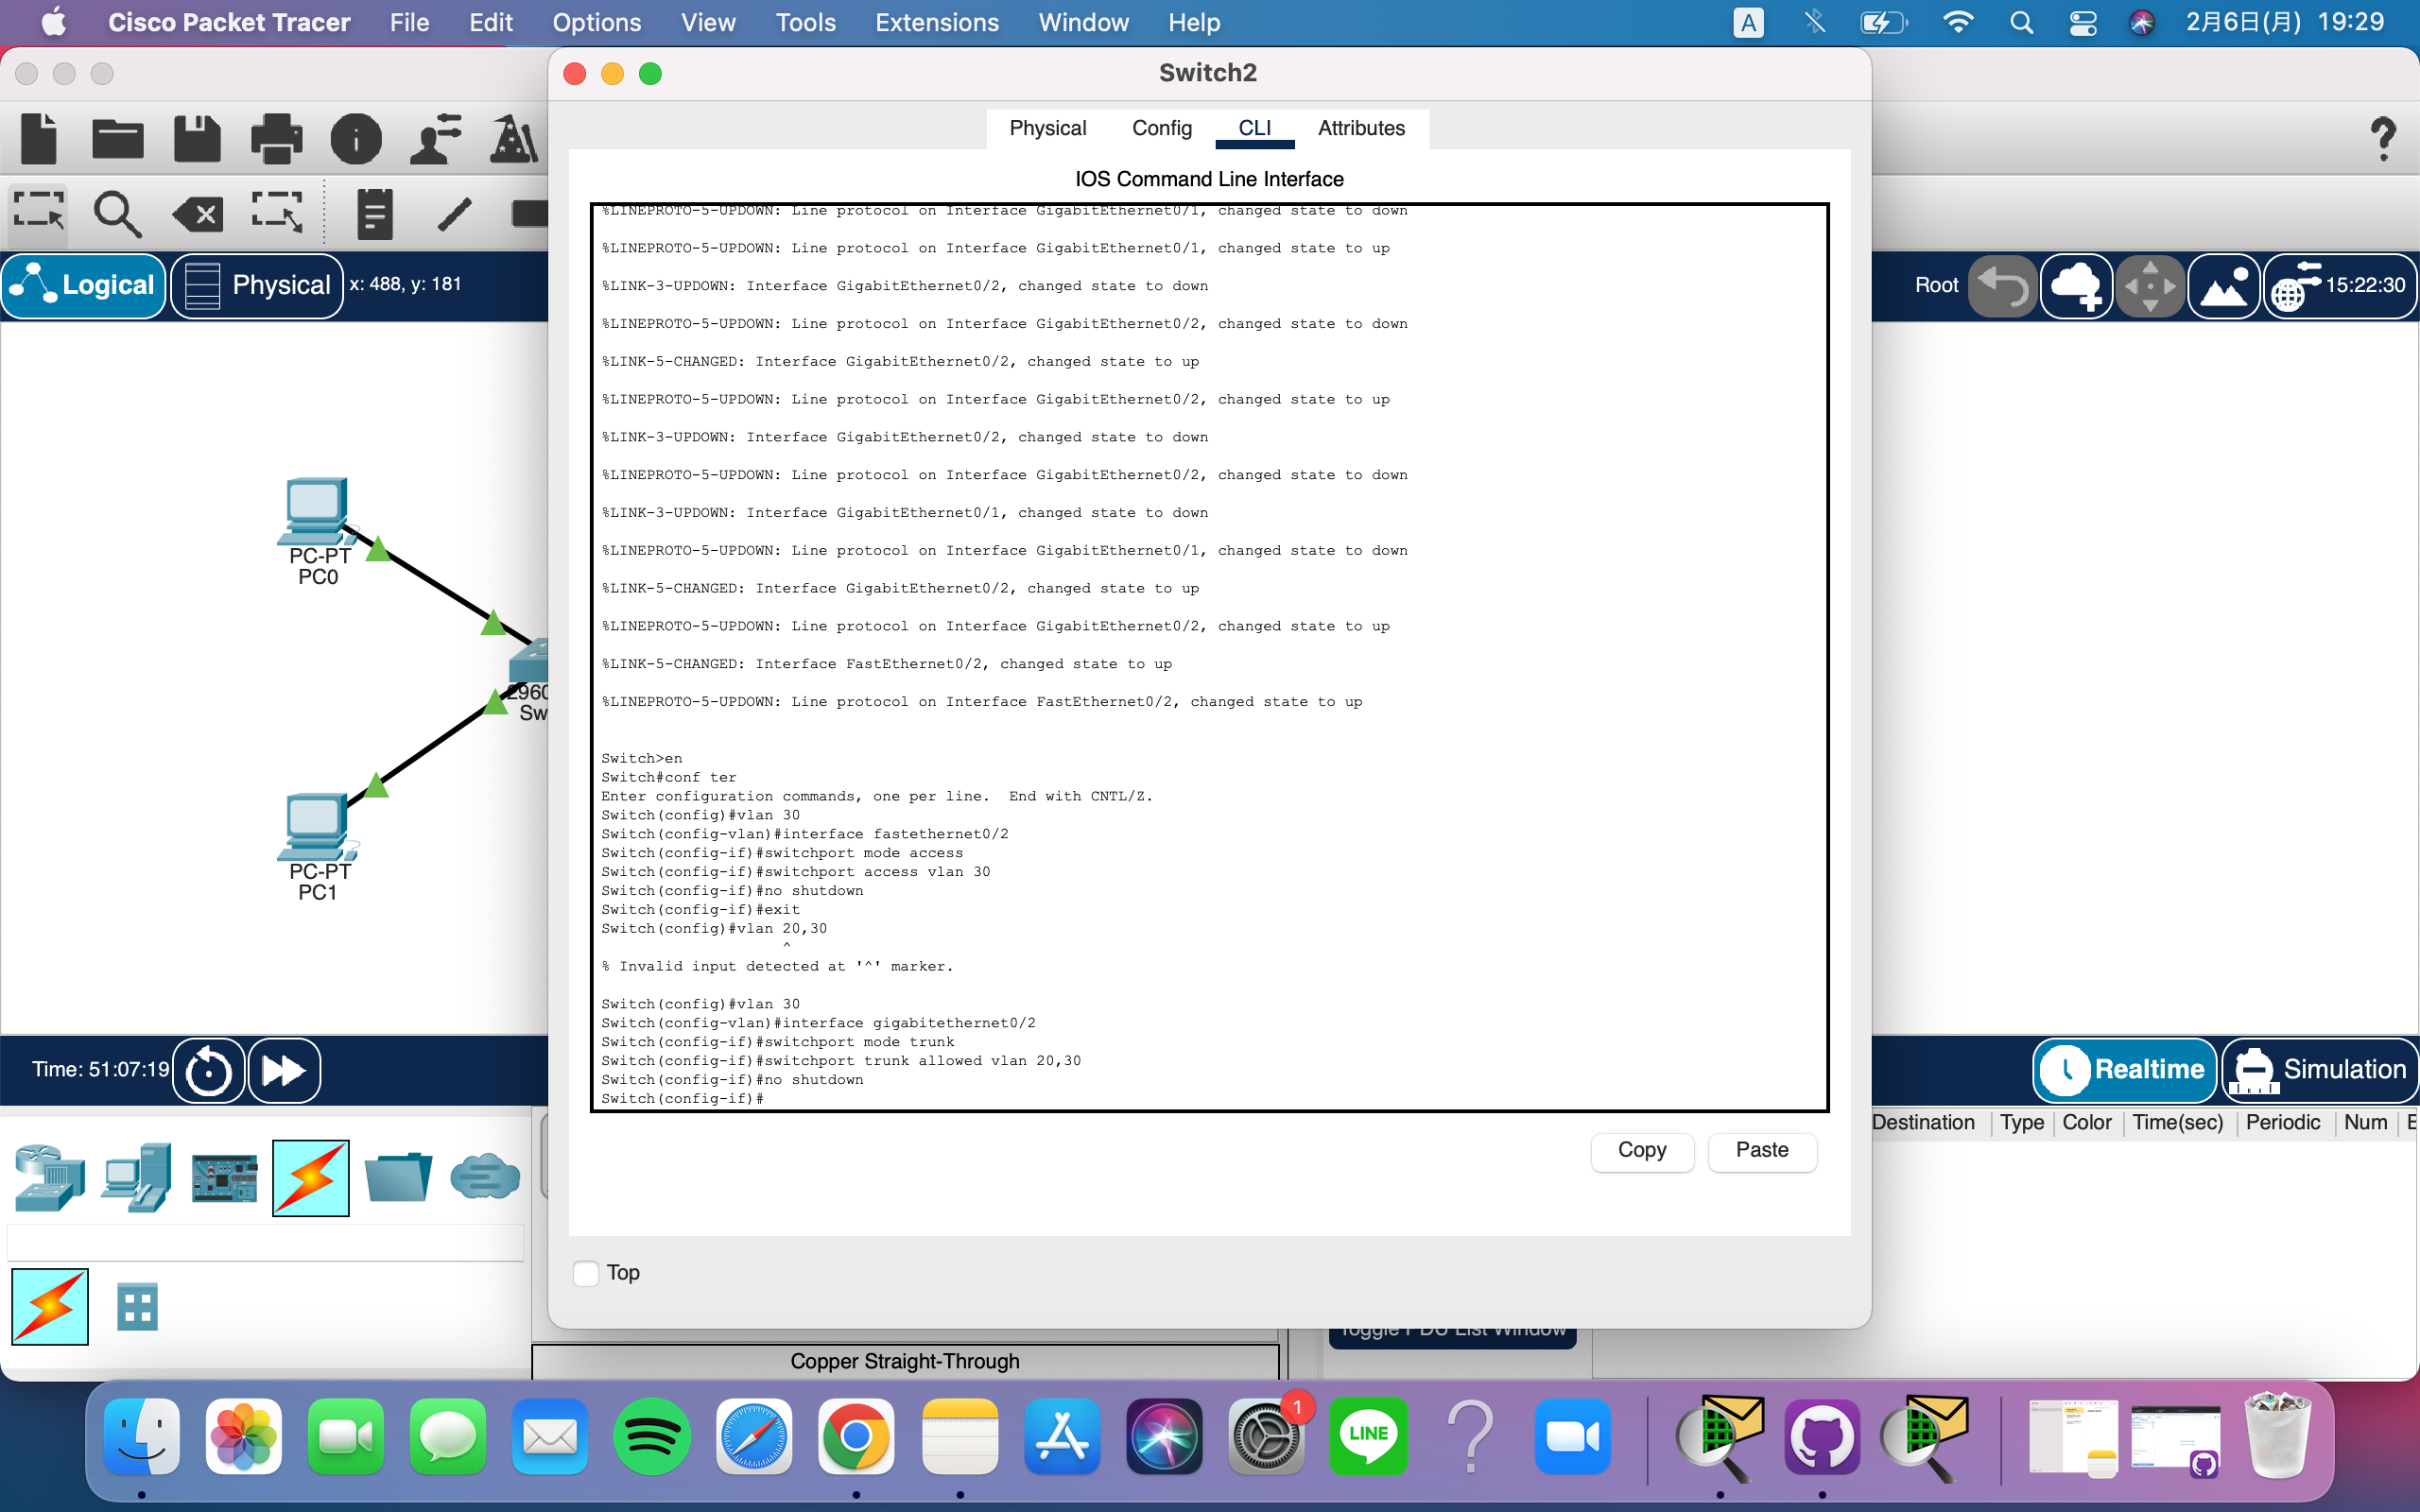 Cisco Packet Tracer File Edit Options View Tools Extensions Window Help A 2月6日(月) 19:29
Switch2
Physical Config CLI Attributes
IOS Command Line Interface
Logical Physical x: 488, y: 181
Root 15:22:30
%LINEPROTO-5-UPDOWN: Line protocol on Interface GigabitEthernet0/1, changed state to down
%LINEPROTO-5-UPDOWN: Line protocol on Interface GigabitEthernet0/1, changed state to up
%LINK-3-UPDOWN: Interface GigabitEthernet0/2, changed state to down
%LINEPROTO-5-UPDOWN: Line protocol on Interface GigabitEthernet0/2, changed state to down
%LINK-5-CHANGED: Interface GigabitEthernet0/2, changed state to up
%LINEPROTO-5-UPDOWN: Line protocol on Interface GigabitEthernet0/2, changed state to up
%LINK-3-UPDOWN: Interface GigabitEthernet0/2, changed state to down
%LINEPROTO-5-UPDOWN: Line protocol on Interface GigabitEthernet0/2, changed state to down
%LINK-3-UPDOWN: Interface GigabitEthernet0/1, changed state to down
%LINEPROTO-5-UPDOWN: Line protocol on Interface GigabitEthernet0/1, changed state to down
%LINK-5-CHANGED: Interface GigabitEthernet0/2, changed state to up
%LINEPROTO-5-UPDOWN: Line protocol on Interface GigabitEthernet0/2, changed state to up
%LINK-5-CHANGED: Interface FastEthernet0/2, changed state to up
%LINEPROTO-5-UPDOWN: Line protocol on Interface FastEthernet0/2, changed state to up
Switch>en
Switch#conf ter
Enter configuration commands, one per line. End with CNTL/Z.
Switch(config)#vlan 30
Switch(config-vlan)#interface fastethernet0/2
Switch(config-if)#switchport mode access
Switch(config-if)#switchport access vlan 30
Switch(config-if)#no shutdown
Switch(config-if)#exit
Switch(config)#vlan 20,30
^
% Invalid input detected at '^' marker.
Switch(config)#vlan 30
Switch(config-vlan)#interface gigabitethernet0/2
Switch(config-if)#switchport mode trunk
Switch(config-if)#switchport trunk allowed vlan 20,30
Switch(config-if)#no shutdown
Switch(config-if)#
Copy Paste
Top
PC-PT
PC0
2960
Sw
PC-PT
PC1
Time: 51:07:19
Realtime Simulation
Destination Type Color Time(sec) Periodic Num E
Toggle PDU List Window
Copper Straight-Through
1
LINE